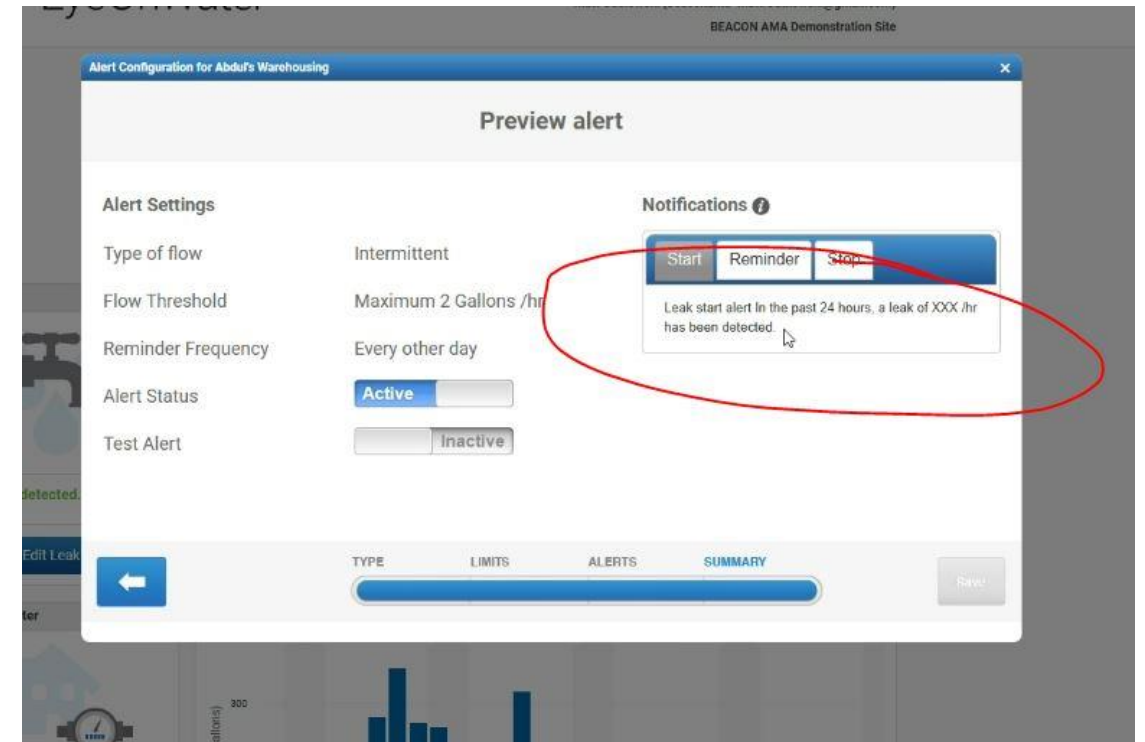 EyeOnWater
BEACON AMA Demonstration Site
Alert Configuration for Abdul's Warehousing
×
Preview alert
Alert Settings
Notifications i
Type of flow Intermittent
Start Reminder Stop
Flow Threshold Maximum 2 Gallons /hr
Leak start alert In the past 24 hours, a leak of XXX /hr
has been detected.
Reminder Frequency Every other day
Alert Status Active
Test Alert Inactive
detected.
Edit Leak
TYPE LIMITS ALERTS SUMMARY
Save
ter
300
allons)